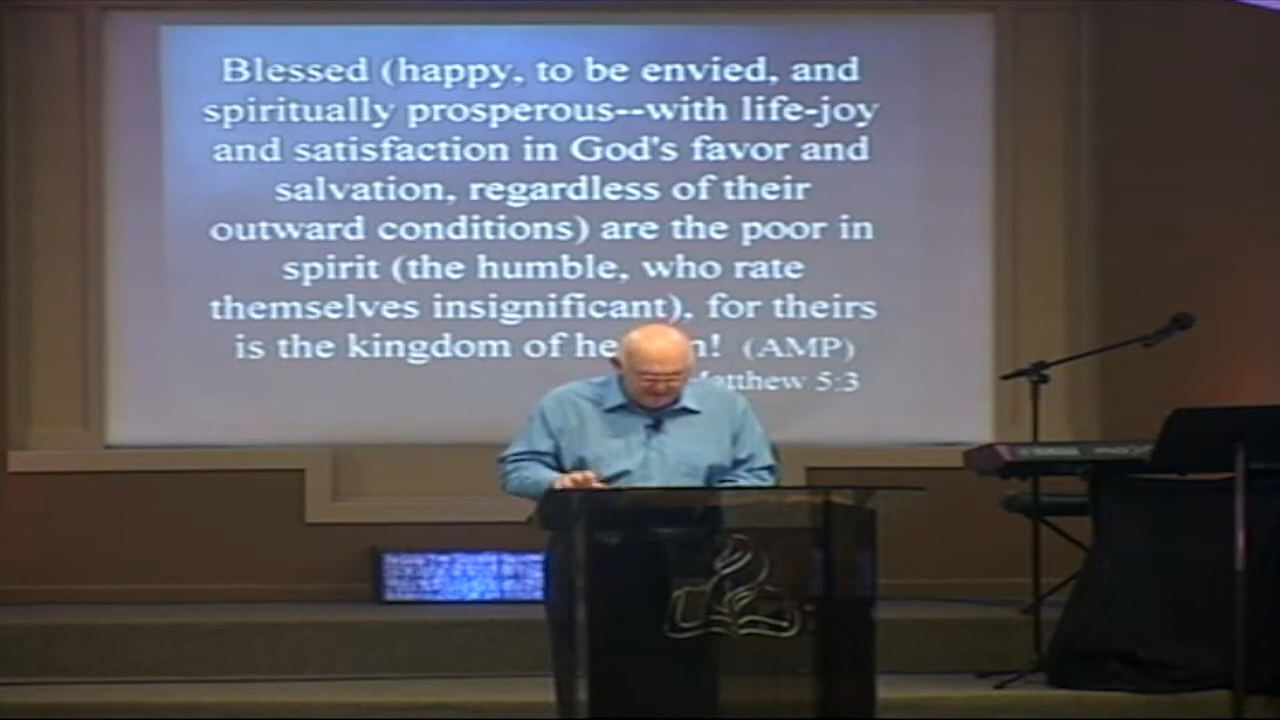 Blessed (happy, to be envied, and
spiritually prosperous--with life-joy
and satisfaction in God's favor and
salvation, regardless of their
outward conditions) are the poor in
spirit (the humble, who rate
themselves insignificant), for theirs
is the kingdom of he n! (AMP)
atthew 5:3